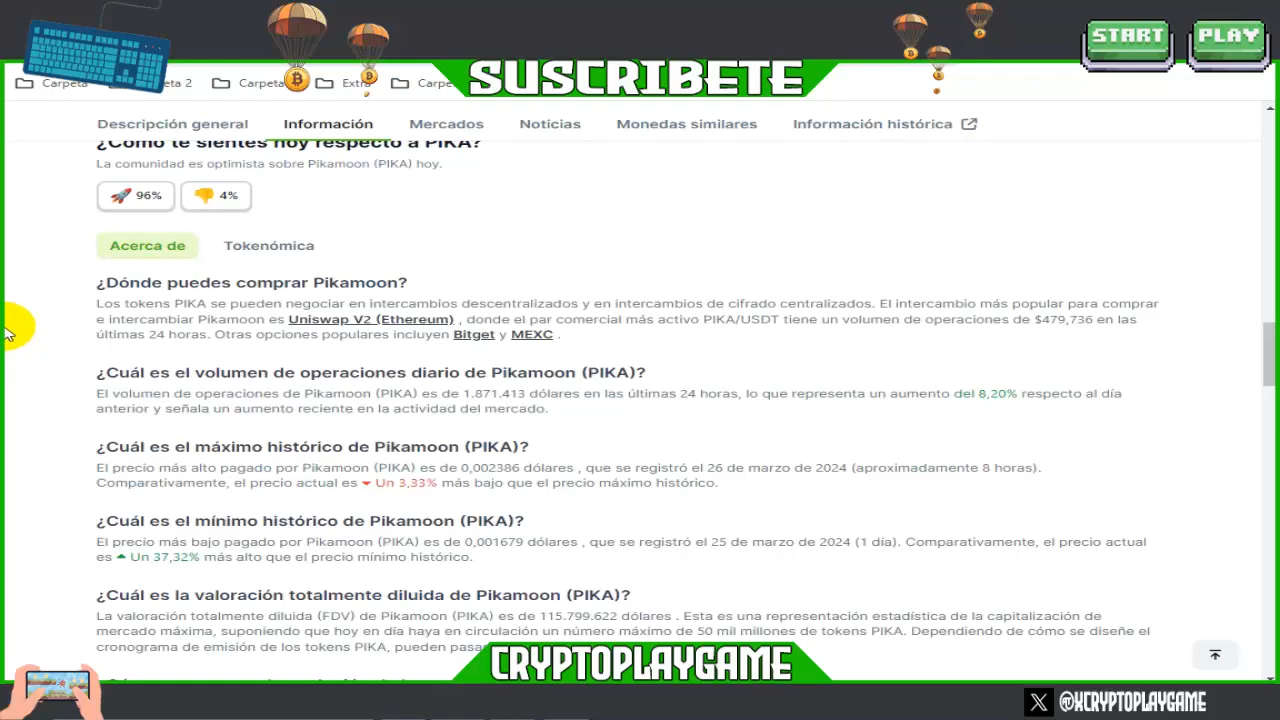 START
PLAY
SUSCRIBETE
Carpeta
ta 2
Carpeta
Extra
Carpe
Descripción general
Información
Mercados
Noticias
Monedas similares
Información histórica
¿Cómo te sientes hoy respecto a PIKA?
La comunidad es optimista sobre Pikamoon (PIKA) hoy.
96%
4%
Acerca de
Tokenómica
¿Dónde puedes comprar Pikamoon?
Los tokens PIKA se pueden negociar en intercambios descentralizados y en intercambios de cifrado centralizados. El intercambio más popular para comprar
e intercambiar Pikamoon es Uniswap V2 (Ethereum) , donde el par comercial más activo PIKA/USDT tiene un volumen de operaciones de $479,736 en las
últimas 24 horas. Otras opciones populares incluyen Bitget y MEXC .
¿Cuál es el volumen de operaciones diario de Pikamoon (PIKA)?
El volumen de operaciones de Pikamoon (PIKA) es de 1.871.413 dólares en las últimas 24 horas, lo que representa un aumento del 8,20% respecto al día
anterior y señala un aumento reciente en la actividad del mercado.
¿Cuál es el máximo histórico de Pikamoon (PIKA)?
El precio más alto pagado por Pikamoon (PIKA) es de 0,002386 dólares , que se registró el 26 de marzo de 2024 (aproximadamente 8 horas).
Comparativamente, el precio actual es Un 3,33% más bajo que el precio máximo histórico.
¿Cuál es el mínimo histórico de Pikamoon (PIKA)?
El precio más bajo pagado por Pikamoon (PIKA) es de 0,001679 dólares , que se registró el 25 de marzo de 2024 (1 día). Comparativamente, el precio actual
es Un 37,32% más alto que el precio mínimo histórico.
¿Cuál es la valoración totalmente diluida de Pikamoon (PIKA)?
La valoración totalmente diluida (FDV) de Pikamoon (PIKA) es de 115.799.622 dólares . Esta es una representación estadística de la capitalización de
mercado máxima, suponiendo que hoy en día haya en circulación un número máximo de 50 mil millones de tokens PIKA. Dependiendo de cómo se diseñe el
cronograma de emisión de los tokens PIKA, pueden pasa
CRYPTOPLAYGAME
@XCRYPTOPLAYGAME